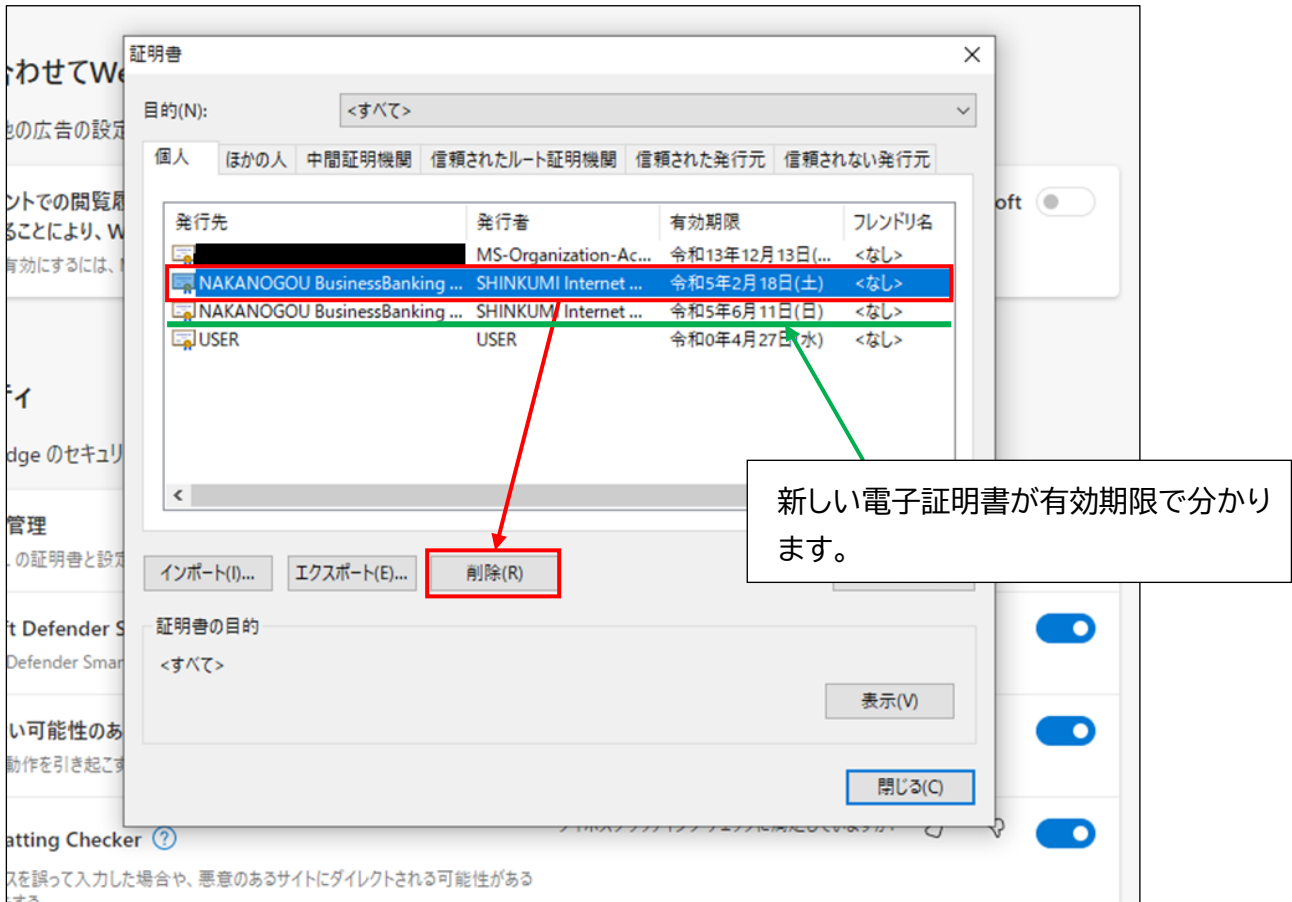 証明書
わせてWe
の広告の設定
目的(N):
<すべて>
個人
ほかの人
中間証明機関
信頼されたルート証明機関
信頼された発行元
信頼されない発行元
ントでの閲覧履
ることにより、W
有効にするには、
oft
発行先 発行者 有効期限 フレンドリ名
MS-Organization-Ac... 令和13年12月13日(... <なし>
NAKANOGOU BusinessBanking ... SHINKUMI Internet ... 令和5年2月18日(土) <なし>
NAKANOGOU BusinessBanking ... SHINKUMI Internet ... 令和5年6月11日(日) <なし>
USER USER 令和0年4月27日(水) <なし>
ティ
dge のセキュリ
新しい電子証明書が有効期限で分かり
ます。
管理
の証明書と設定
インポート(I)... エクスポート(E)... 削除(R)
証明書の目的
<すべて>
ft Defender S
Defender Smar
表示(V)
い可能性のあ
動作を引き起こす
閉じる(C)
atting Checker
スを誤って入力した場合や、悪意のあるサイトにダイレクトされる可能性がある